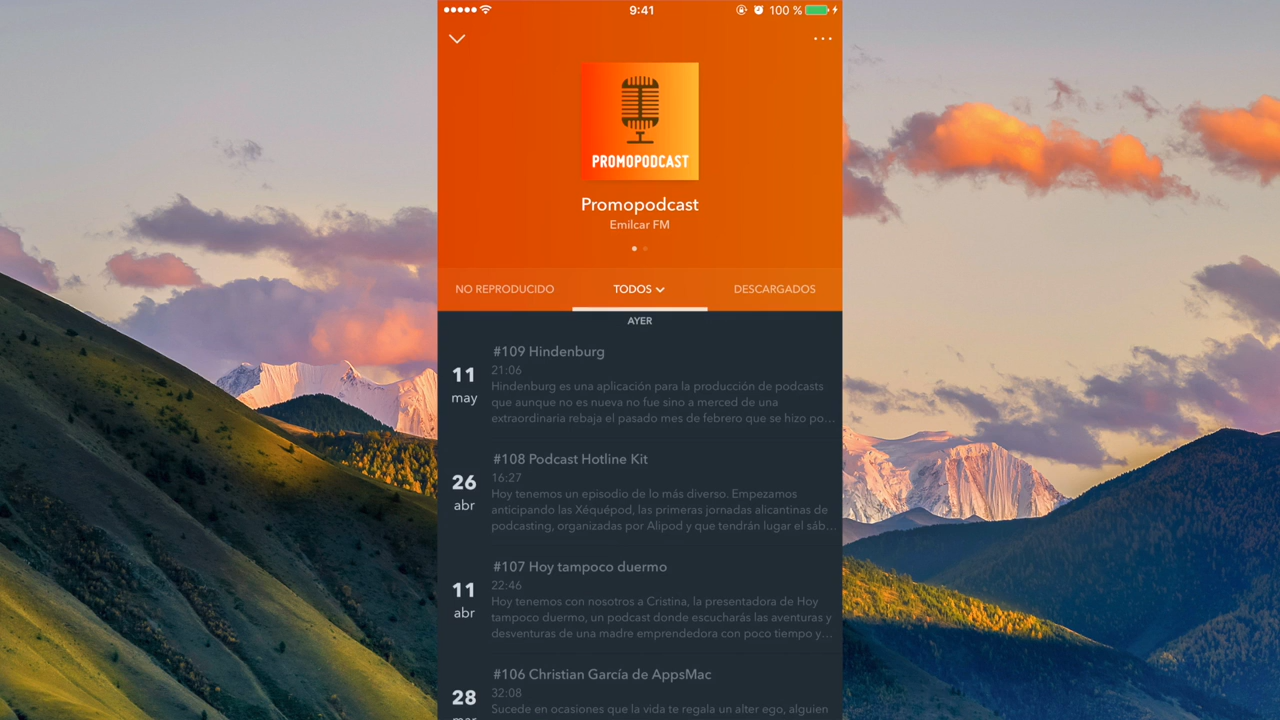 9:41
100 %
PROMOPODCAST
Promopodcast
Emilcar FM
NO REPRODUCIDO
TODOS
DESCARGADOS
AYER
#109 Hindenburg
11 may
21:06
Hindenburg es una aplicación para la producción de podcasts
que aunque no es nueva no fue sino a merced de una
extraordinaria rebaja el pasado mes de febrero que se hizo po...
#108 Podcast Hotline Kit
26 abr
16:27
Hoy tenemos un episodio de lo más diverso. Empezamos
anticipando las Xéquépod, las primeras jornadas alicantinas de
podcasting, organizadas por Alipod y que tendrán lugar el sáb...
#107 Hoy tampoco duermo
11 abr
22:46
Hoy tenemos con nosotros a Cristina, la presentadora de Hoy
tampoco duermo, un podcast donde escucharás las aventuras y
desventuras de una madre emprendedora con poco tiempo y...
#106 Christian García de AppsMac
28
32:08
Sucede en ocasiones que la vida te regala un alter ego, alguien